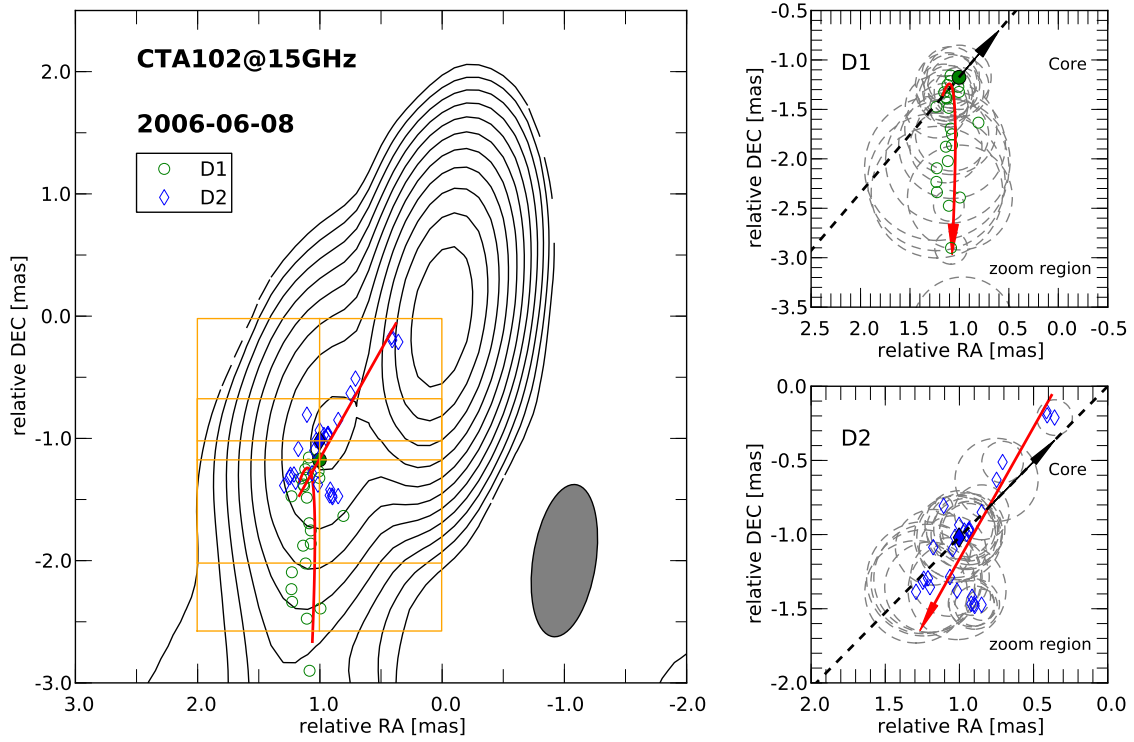 CTA102@15GHz
2006-06-08
D1
D2
relative DEC [mas]
2.0
1.0
0.0
-1.0
-2.0
-3.0
3.0 2.0 1.0 0.0 -1.0 -2.0
relative RA [mas]
D1
Core
zoom region
relative DEC [mas]
-0.5
-1.0
-1.5
-2.0
-2.5
-3.0
-3.5
2.5 2.0 1.5 1.0 0.5 0.0 -0.5
relative RA [mas]
D2
Core
zoom region
relative DEC [mas]
0.0
-0.5
-1.0
-1.5
-2.0
2.0 1.5 1.0 0.5 0.0
relative RA [mas]